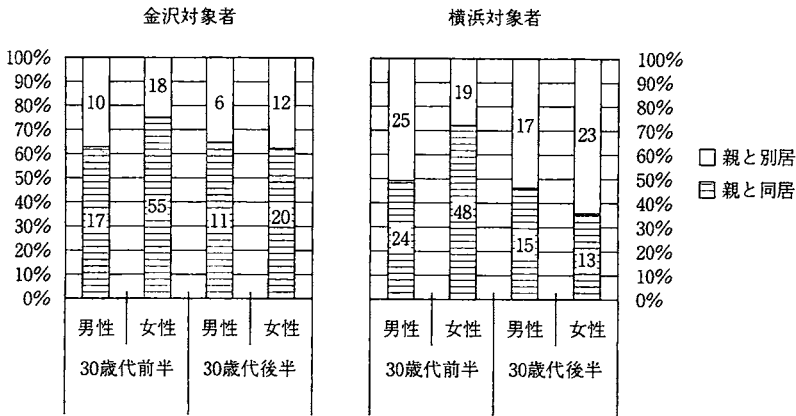 金沢対象者
横浜対象者
100%
90%
80%
70%
60%
50%
40%
30%
20%
10%
0%
10
18
6
12
17
55
11
20
男性
女性
男性
女性
30歳代前半
30歳代後半
25
19
17
23
24
48
15
13
男性
女性
男性
女性
30歳代前半
30歳代後半
100%
90%
80%
70%
60%
50%
40%
30%
20%
10%
0%
親と別居
親と同居